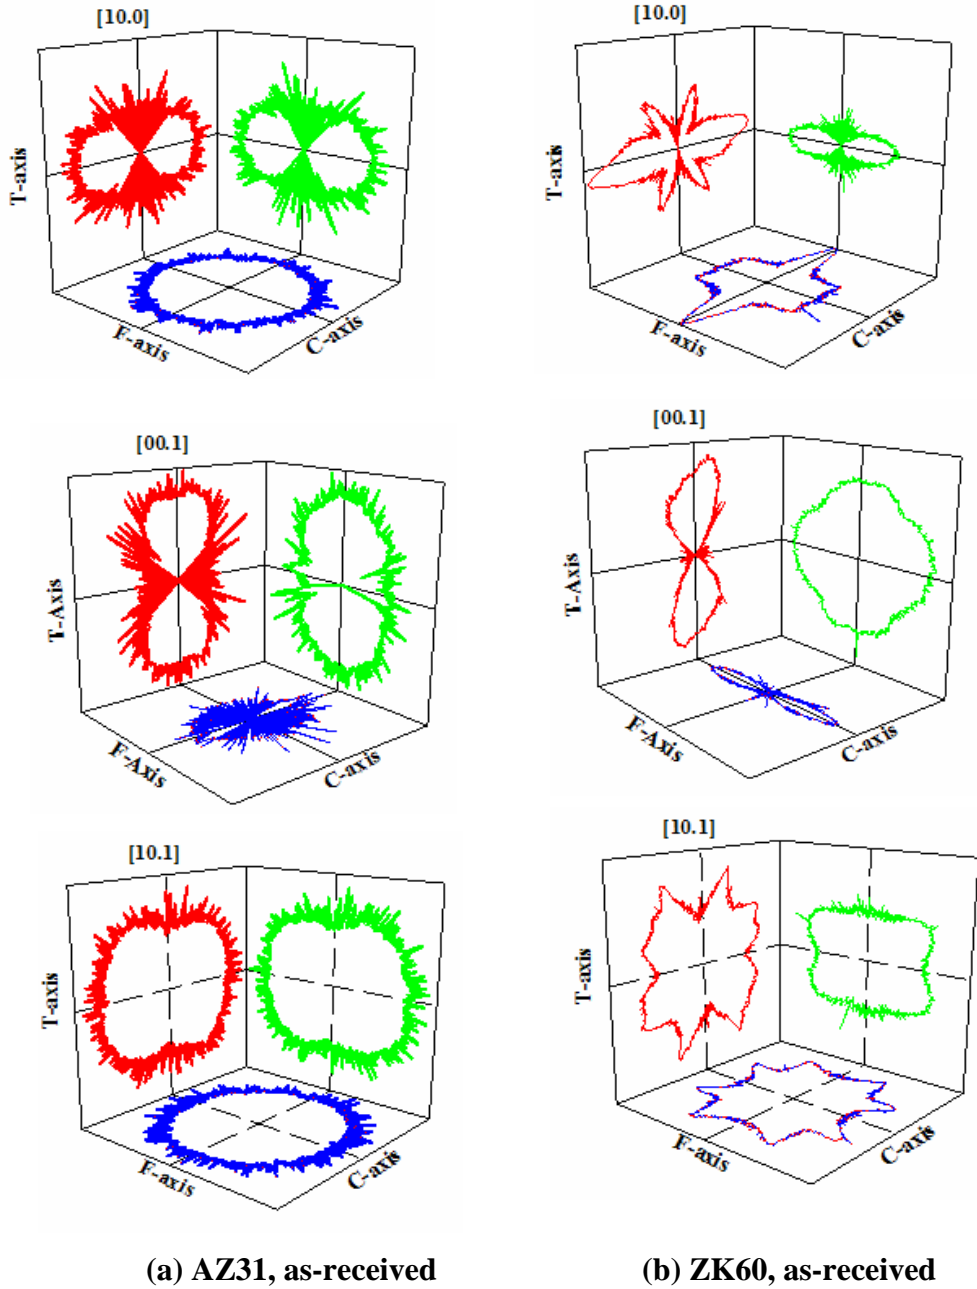 [10.0]
[10.0]
T-axis
T-axis
F-axis
C-axis
F-axis
C-axis
[00.1]
[00.1]
T-Axis
T-Axis
F-Axis
C-axis
F-Axis
C-axis
[10.1]
[10.1]
T-axis
T-axis
F-axis
C-axis
F-axis
C-axis
(a) AZ31, as-received
(b) ZK60, as-received